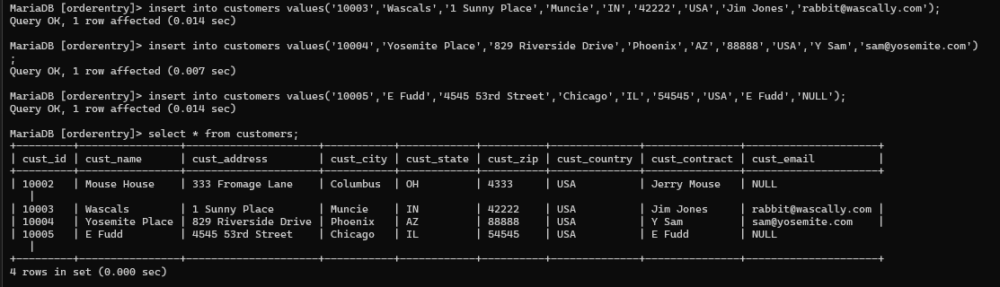 MariaDB [orderentry]> insert into customers values('10003','Wascals','1 Sunny Place','Muncie','IN','42222','USA','Jim Jones','rabbit@wascally.com');
Query OK, 1 row affected (0.014 sec)
MariaDB [orderentry]> insert into customers values('10004','Yosemite Place','829 Riverside Drive','Phoenix','AZ','88888','USA','Y Sam','sam@yosemite.com')
;
Query OK, 1 row affected (0.007 sec)
MariaDB [orderentry]> insert into customers values('10005','E Fudd','4545 53rd Street','Chicago','IL','54545','USA','E Fudd','NULL');
Query OK, 1 row affected (0.014 sec)
MariaDB [orderentry]> select * from customers;
+---------+----------------+---------------------+-----------+------------+----------+--------------+---------------+---------------------+
| cust_id | cust_name      | cust_address        | cust_city | cust_state | cust_zip | cust_country | cust_contract | cust_email          |
+---------+----------------+---------------------+-----------+------------+----------+--------------+---------------+---------------------+
| 10002   | Mouse House    | 333 Fromage Lane    | Columbus  | OH         | 4333     | USA          | Jerry Mouse   | NULL
   |
| 10003   | Wascals        | 1 Sunny Place       | Muncie    | IN         | 42222    | USA          | Jim Jones     | rabbit@wascally.com |
| 10004   | Yosemite Place | 829 Riverside Drive | Phoenix   | AZ         | 88888    | USA          | Y Sam         | sam@yosemite.com    |
| 10005   | E Fudd         | 4545 53rd Street    | Chicago   | IL         | 54545    | USA          | E Fudd        | NULL
   |
+---------+----------------+---------------------+-----------+------------+----------+--------------+---------------+---------------------+
4 rows in set (0.000 sec)